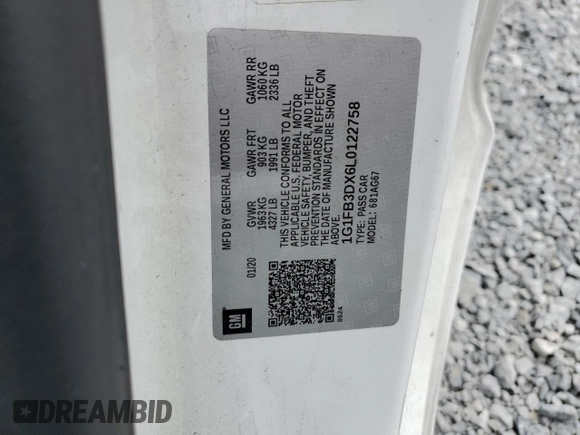 MFD BY GENERAL MOTORS LLC
01/20
GVWR
1963 KG
4327 LB
GAWR FRT
903 KG
1991 LB
GAWR RR
1060 KG
2336 LB
THIS VEHICLE CONFORMS TO ALL
APPLICABLE U.S. FEDERAL MOTOR
VEHICLE SAFETY, BUMPER, AND THEFT
PREVENTION STANDARDS IN EFFECT ON
THE DATE OF MANUFACTURE SHOWN
ABOVE.
1G1FB3DX6L0122758
TYPE: PASS CAR
MODEL: 681AG67
GM
8624
DREAMBID